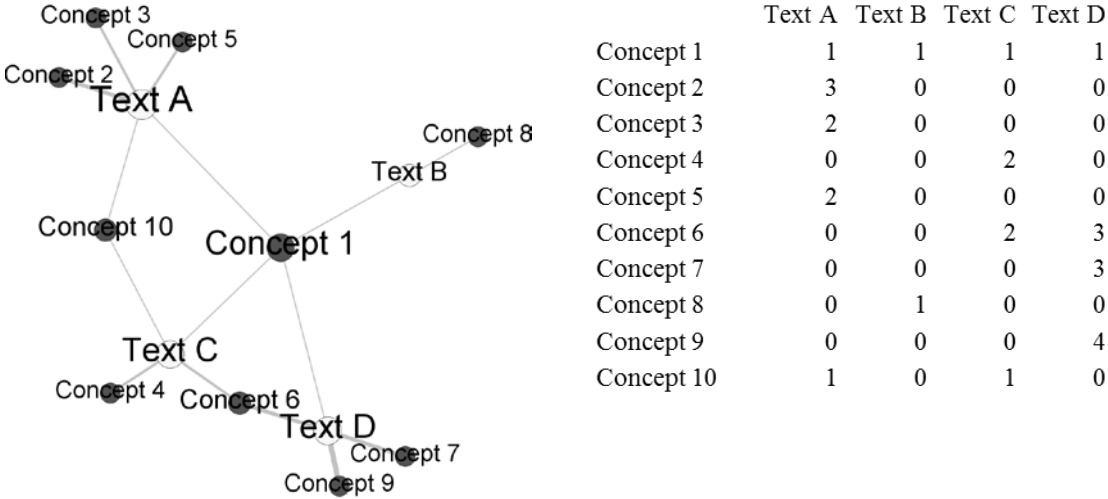 Concept 3
Concept 5
Concept 2
Text A
Concept 8
Text B
Concept 10
Concept 1
Text C
Concept 4
Concept 6
Text D
Concept 7
Concept 9
Text A Text B Text C Text D
Concept 1 1 1 1 1
Concept 2 3 0 0 0
Concept 3 2 0 0 0
Concept 4 0 0 2 0
Concept 5 2 0 0 0
Concept 6 0 0 2 3
Concept 7 0 0 0 3
Concept 8 0 1 0 0
Concept 9 0 0 0 4
Concept 10 1 0 1 0